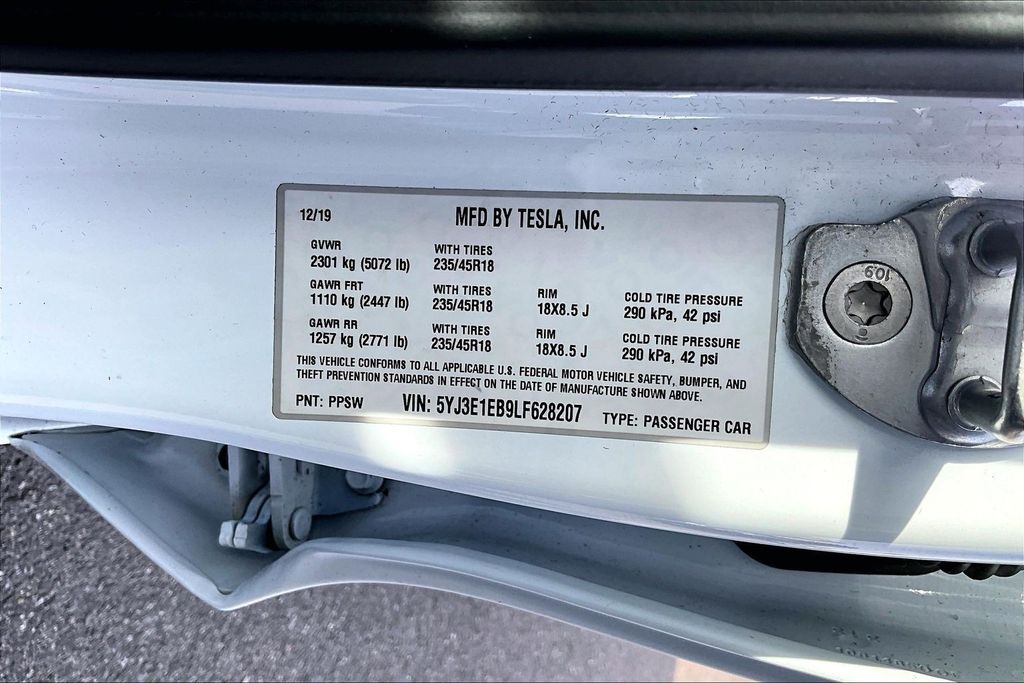 12/19 MFD BY TESLA, INC.
GVWR WITH TIRES
2301 kg (5072 lb) 235/45R18
GAWR FRT WITH TIRES RIM COLD TIRE PRESSURE
1110 kg (2447 lb) 235/45R18 18X8.5 J 290 kPa, 42 psi
GAWR RR WITH TIRES RIM COLD TIRE PRESSURE
1257 kg (2771 lb) 235/45R18 18X8.5 J 290 kPa, 42 psi
THIS VEHICLE CONFORMS TO ALL APPLICABLE U.S. FEDERAL MOTOR VEHICLE SAFETY, BUMPER, AND
THEFT PREVENTION STANDARDS IN EFFECT ON THE DATE OF MANUFACTURE SHOWN ABOVE.
PNT: PPSW VIN: 5YJ3E1EB9LF628207 TYPE: PASSENGER CAR
109